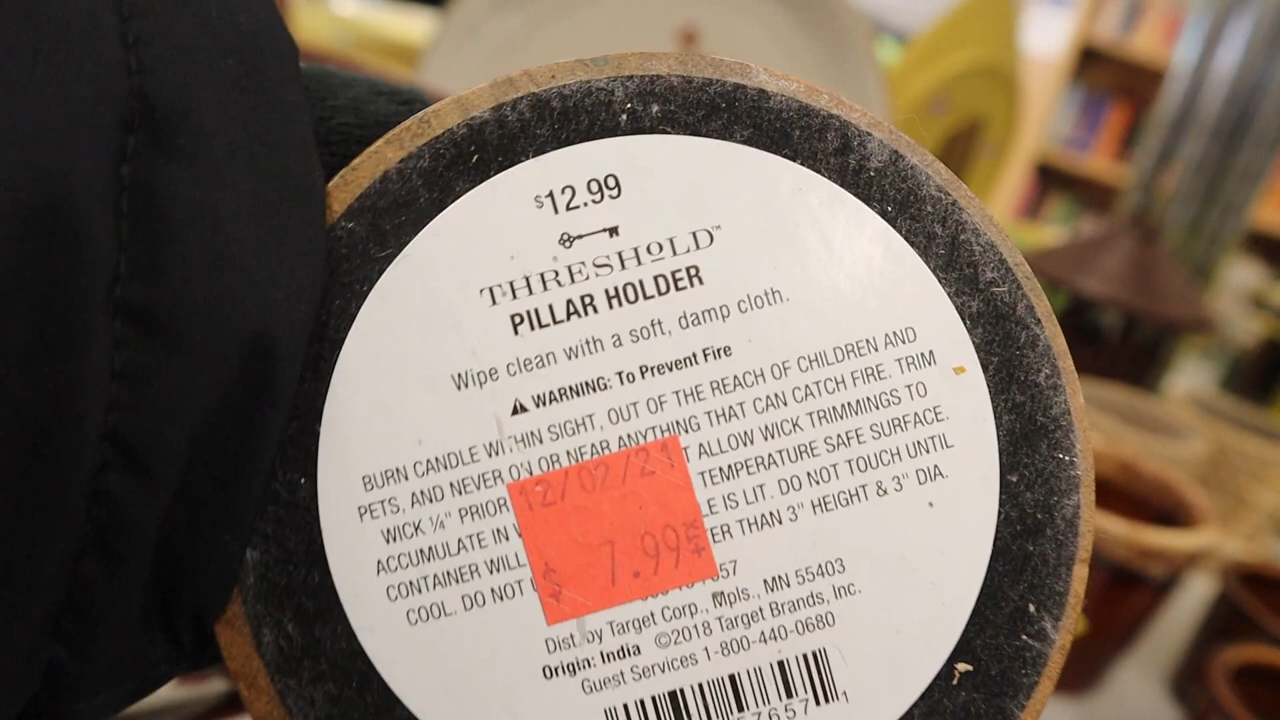 $12.99
THRESHOLD™
PILLAR HOLDER
Wipe clean with a soft, damp cloth.
WARNING: To Prevent Fire
BURN CANDLE WITHIN SIGHT, OUT OF THE REACH OF CHILDREN AND
PETS, AND NEVER ON OR NEAR ANYTHING THAT CAN CATCH FIRE. TRIM
WICK ¼" PRIOR T ALLOW WICK TRIMMINGS TO
ACCUMULATE IN TEMPERATURE SAFE SURFACE.
CONTAINER WILL LE IS LIT. DO NOT TOUCH UNTIL
COOL. DO NOT ER THAN 3" HEIGHT & 3" DIA.
12/02/21
$ 7.99
57
Dist. by Target Corp., Mpls., MN 55403
Origin: India ©2018 Target Brands, Inc.
Guest Services 1-800-440-0680
57657 1